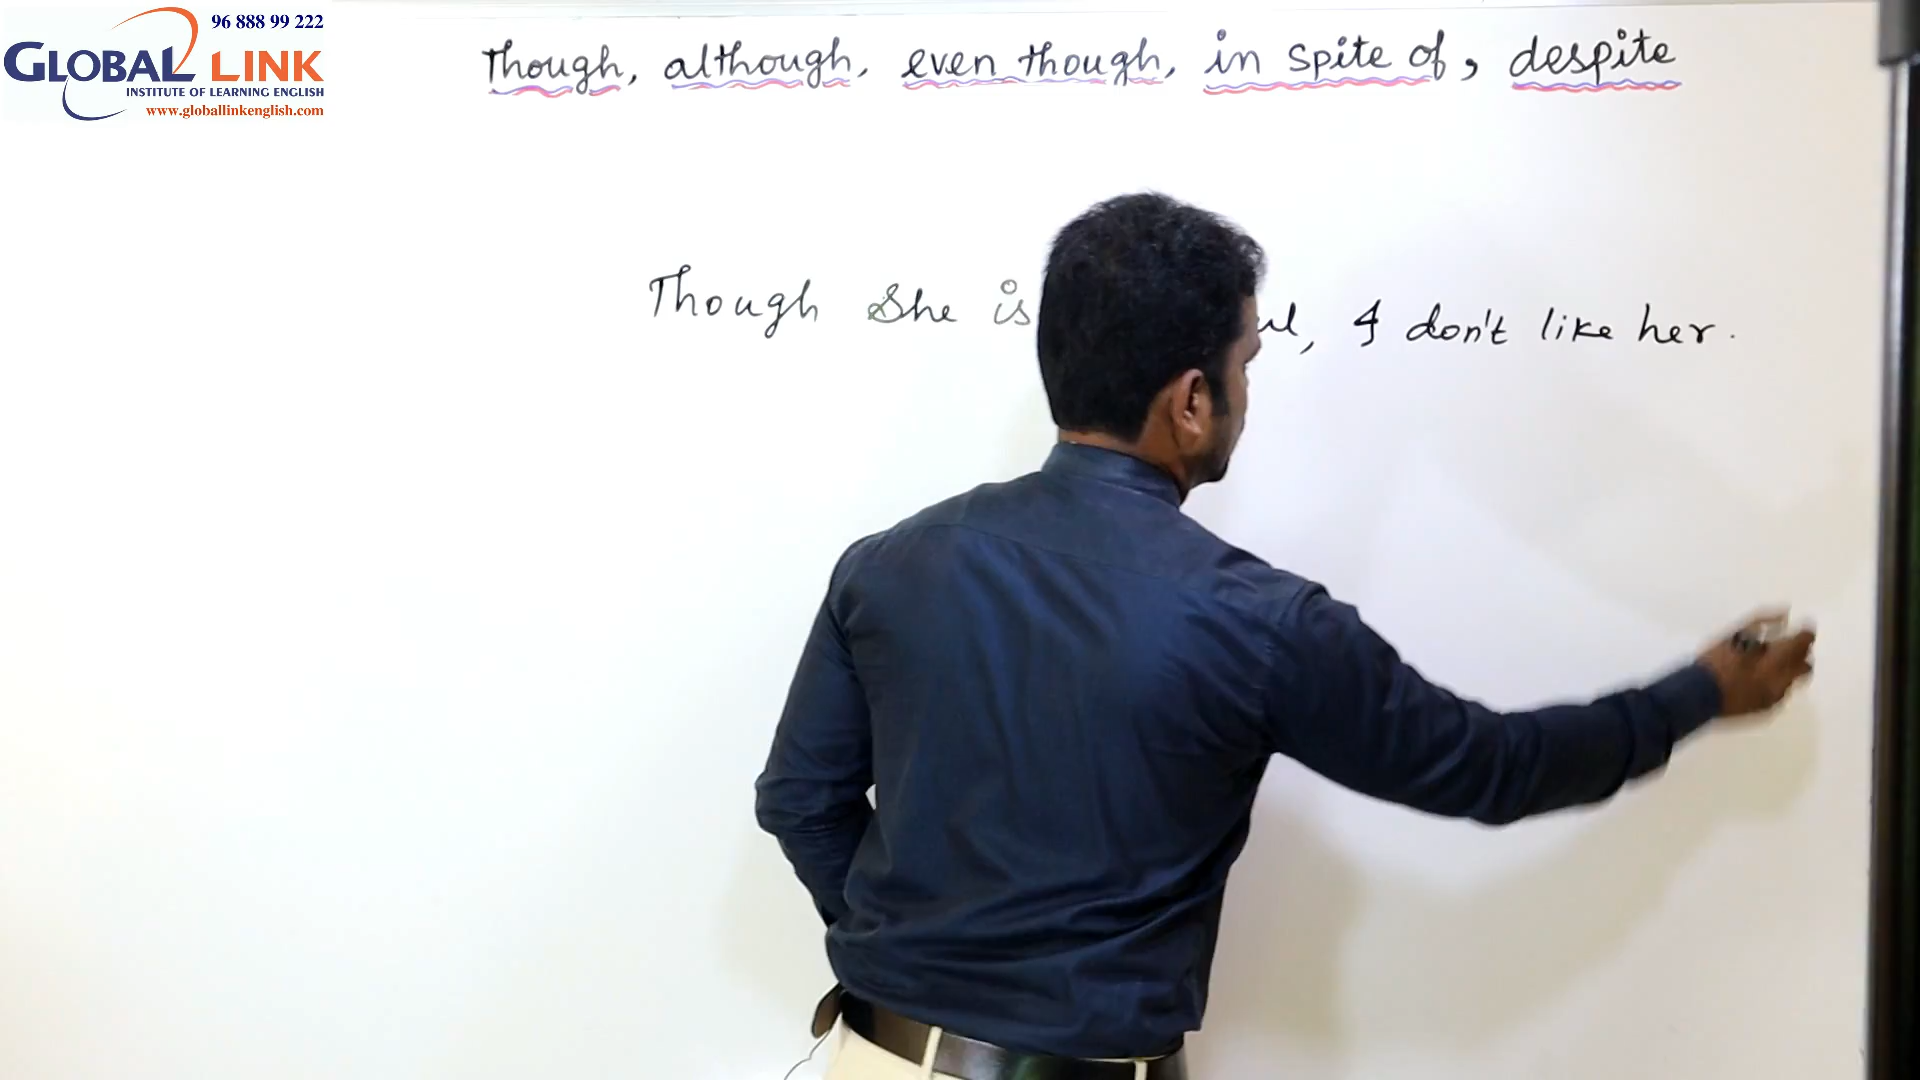 96 888 99 222
GLOBAL LINK
INSTITUTE OF LEARNING ENGLISH
www.globallinkenglish.com
Though, although, even though, in spite of, despite
Though She is ul, I don't like her.